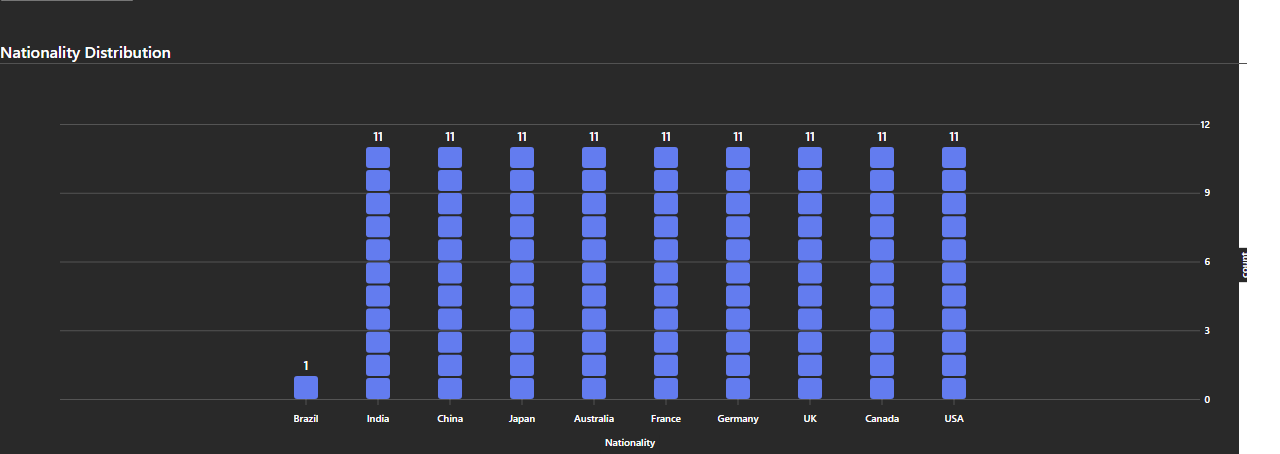 Nationality Distribution
12
11 11 11 11 11 11 11 11 11
9
6
count
3
1
0
Brazil India China Japan Australia France Germany UK Canada USA
Nationality